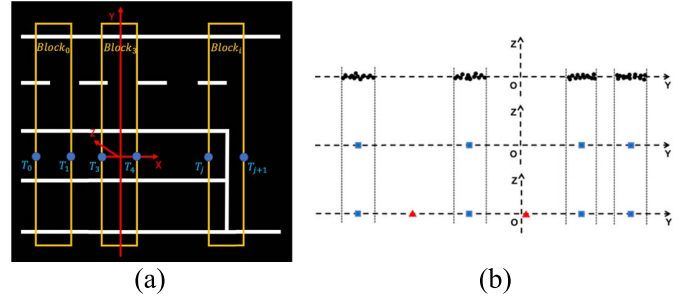 Y
Block₀ Block₃ Blockᵢ
Z
X
T₀ T₁ T₃ T₄ Tⱼ Tⱼ₊₁
(a)
Z
O Y
Z
O Y
Z
O Y
(b)